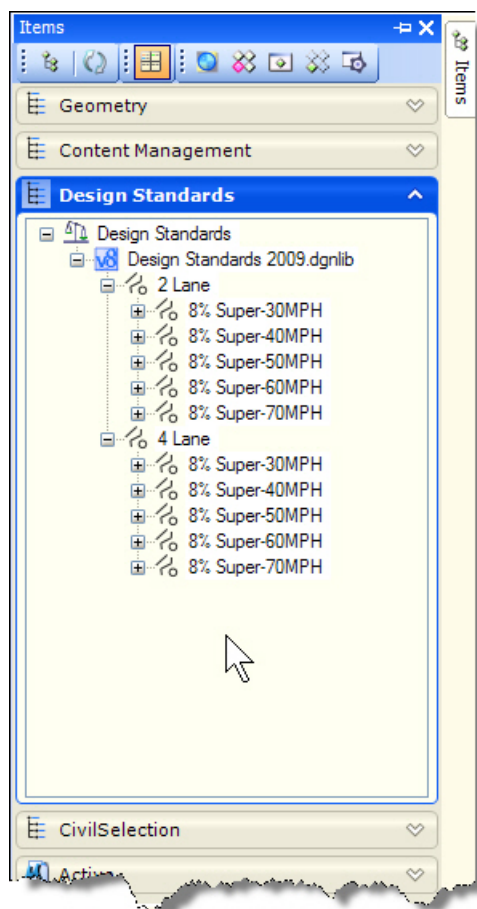 Items
Items
Geometry
Content Management
Design Standards
Design Standards
V8 Design Standards 2009.dgnlib
2 Lane
8% Super-30MPH
8% Super-40MPH
8% Super-50MPH
8% Super-60MPH
8% Super-70MPH
4 Lane
8% Super-30MPH
8% Super-40MPH
8% Super-50MPH
8% Super-60MPH
8% Super-70MPH
CivilSelection